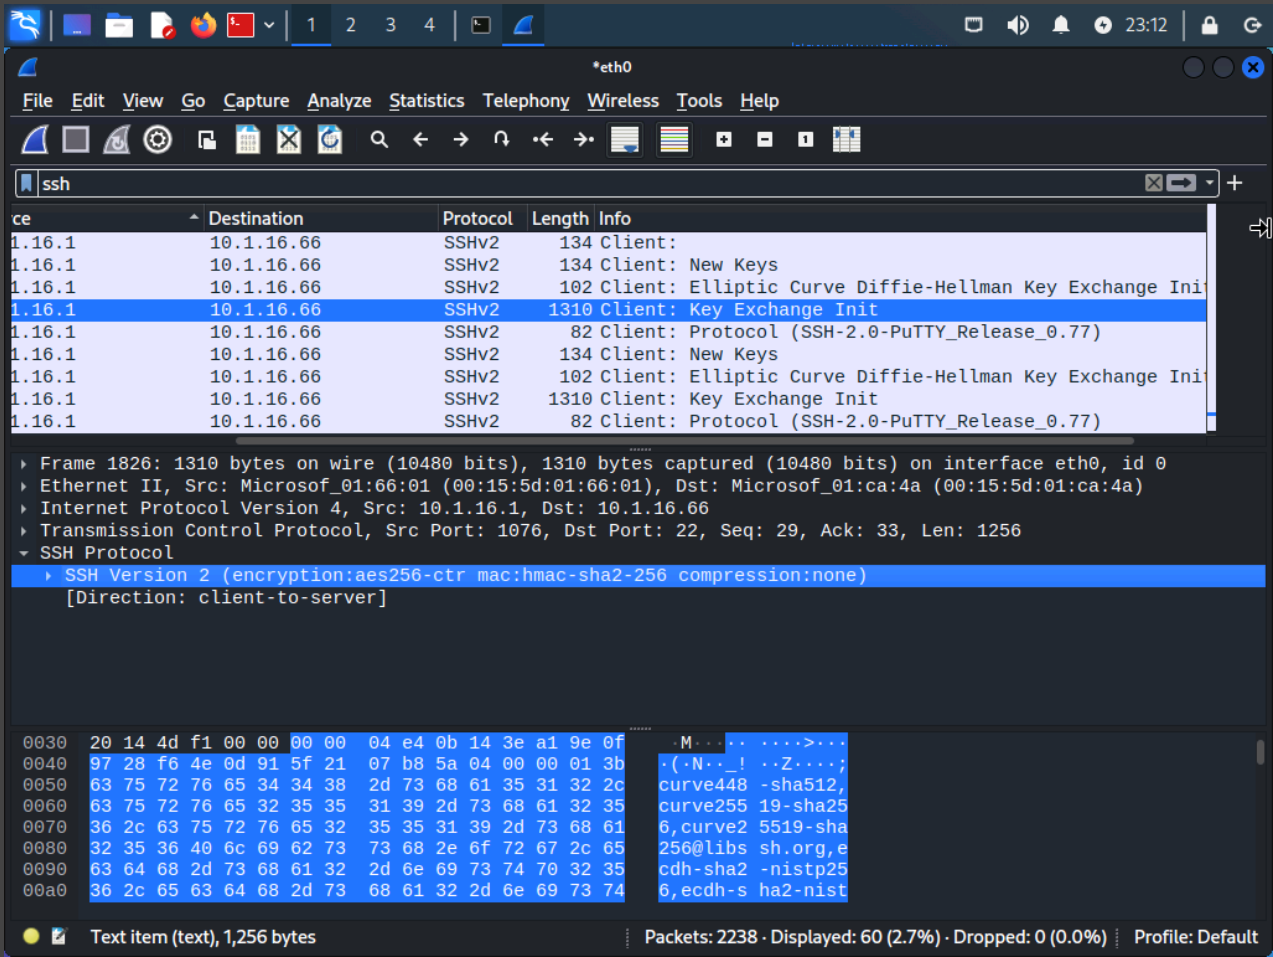 1 2 3 4 23:12
*eth0
File Edit View Go Capture Analyze Statistics Telephony Wireless Tools Help
ssh
ce Destination Protocol Length Info
1.16.1 10.1.16.66 SSHv2 134 Client:
1.16.1 10.1.16.66 SSHv2 134 Client: New Keys
1.16.1 10.1.16.66 SSHv2 102 Client: Elliptic Curve Diffie-Hellman Key Exchange Ini
1.16.1 10.1.16.66 SSHv2 1310 Client: Key Exchange Init
1.16.1 10.1.16.66 SSHv2 82 Client: Protocol (SSH-2.0-PuTTY_Release_0.77)
1.16.1 10.1.16.66 SSHv2 134 Client: New Keys
1.16.1 10.1.16.66 SSHv2 102 Client: Elliptic Curve Diffie-Hellman Key Exchange Ini
1.16.1 10.1.16.66 SSHv2 1310 Client: Key Exchange Init
1.16.1 10.1.16.66 SSHv2 82 Client: Protocol (SSH-2.0-PuTTY_Release_0.77)
Frame 1826: 1310 bytes on wire (10480 bits), 1310 bytes captured (10480 bits) on interface eth0, id 0
Ethernet II, Src: Microsof_01:66:01 (00:15:5d:01:66:01), Dst: Microsof_01:ca:4a (00:15:5d:01:ca:4a)
Internet Protocol Version 4, Src: 10.1.16.1, Dst: 10.1.16.66
Transmission Control Protocol, Src Port: 1076, Dst Port: 22, Seq: 29, Ack: 33, Len: 1256
SSH Protocol
SSH Version 2 (encryption:aes256-ctr mac:hmac-sha2-256 compression:none)
[Direction: client-to-server]
0030 20 14 4d f1 00 00 00 00 04 e4 0b 14 3e a1 9e 0f ·M··· ·· ····>···
0040 97 28 f6 4e 0d 91 5f 21 07 b8 5a 04 00 00 01 3b ·(·N··_! ··Z····;
0050 63 75 72 76 65 34 34 38 2d 73 68 61 35 31 32 2c curve448 -sha512,
0060 63 75 72 76 65 32 35 35 31 39 2d 73 68 61 32 35 curve255 19-sha25
0070 36 2c 63 75 72 76 65 32 35 35 31 39 2d 73 68 61 6,curve2 5519-sha
0080 32 35 36 40 6c 69 62 73 73 68 2e 6f 72 67 2c 65 256@libs sh.org,e
0090 63 64 68 2d 73 68 61 32 2d 6e 69 73 74 70 32 35 cdh-sha2 -nistp25
00a0 36 2c 65 63 64 68 2d 73 68 61 32 2d 6e 69 73 74 6,ecdh-s ha2-nist
Text item (text), 1,256 bytes Packets: 2238 · Displayed: 60 (2.7%) · Dropped: 0 (0.0%) Profile: Default